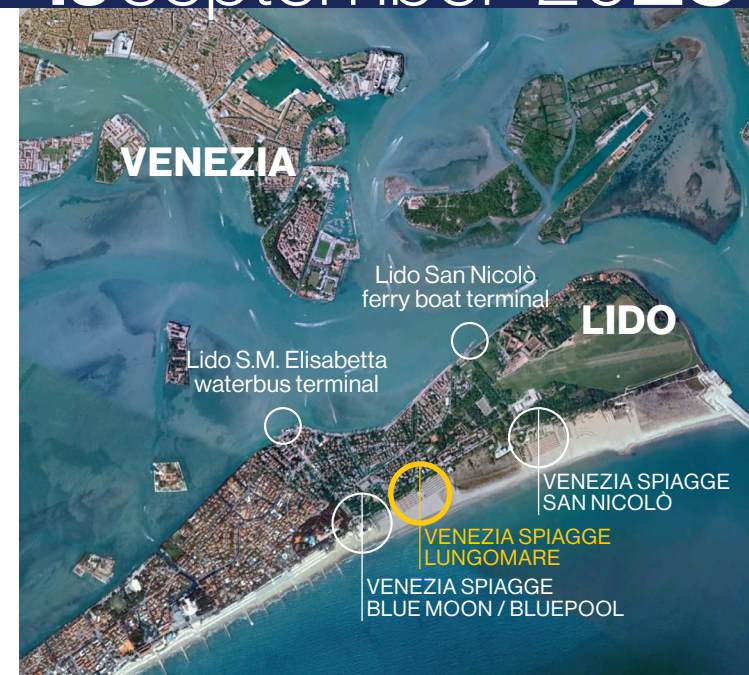 september
VENEZIA
Lido San Nicolò
ferry boat terminal
LIDO
Lido S.M. Elisabetta
waterbus terminal
VENEZIA SPIAGGE
SAN NICOLÒ
VENEZIA SPIAGGE
LUNGOMARE
VENEZIA SPIAGGE
BLUE MOON / BLUEPOOL